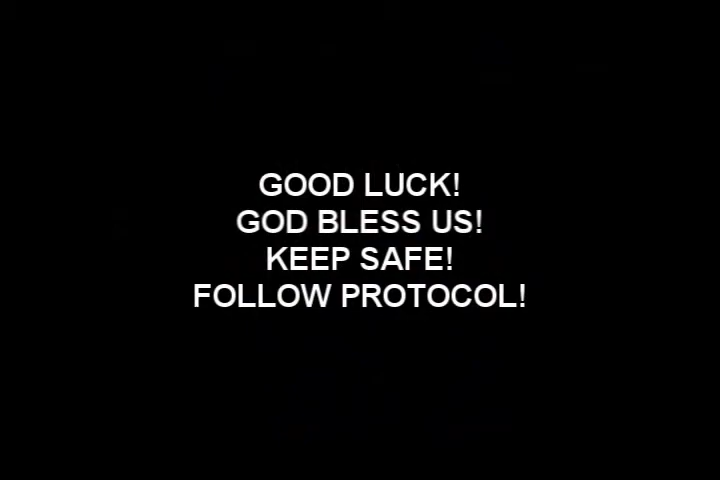 GOOD LUCK!
GOD BLESS US!
KEEP SAFE!
FOLLOW PROTOCOL!